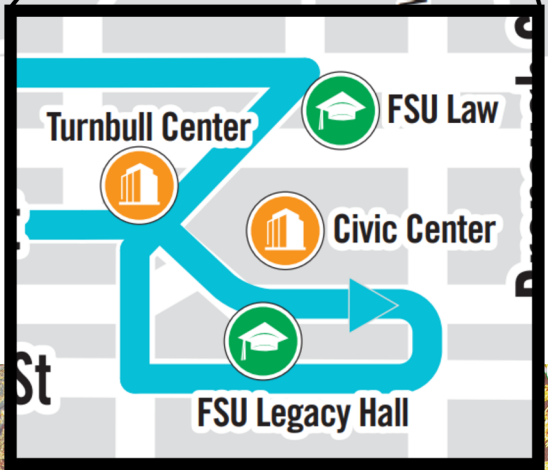 FSU Law
Turnbull Center
Civic Center
St
FSU Legacy Hall